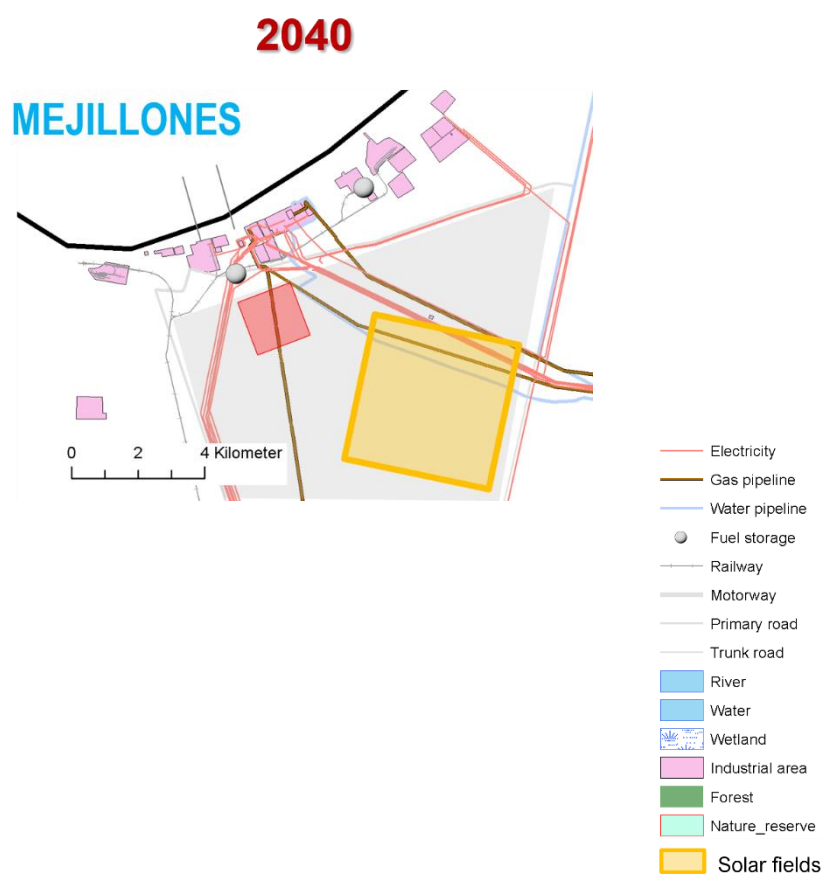 2040
MEJILLONES
0 2 4 Kilometer
Electricity
Gas pipeline
Water pipeline
Fuel storage
Railway
Motorway
Primary road
Trunk road
River
Water
Wetland
Industrial area
Forest
Nature_reserve
Solar fields